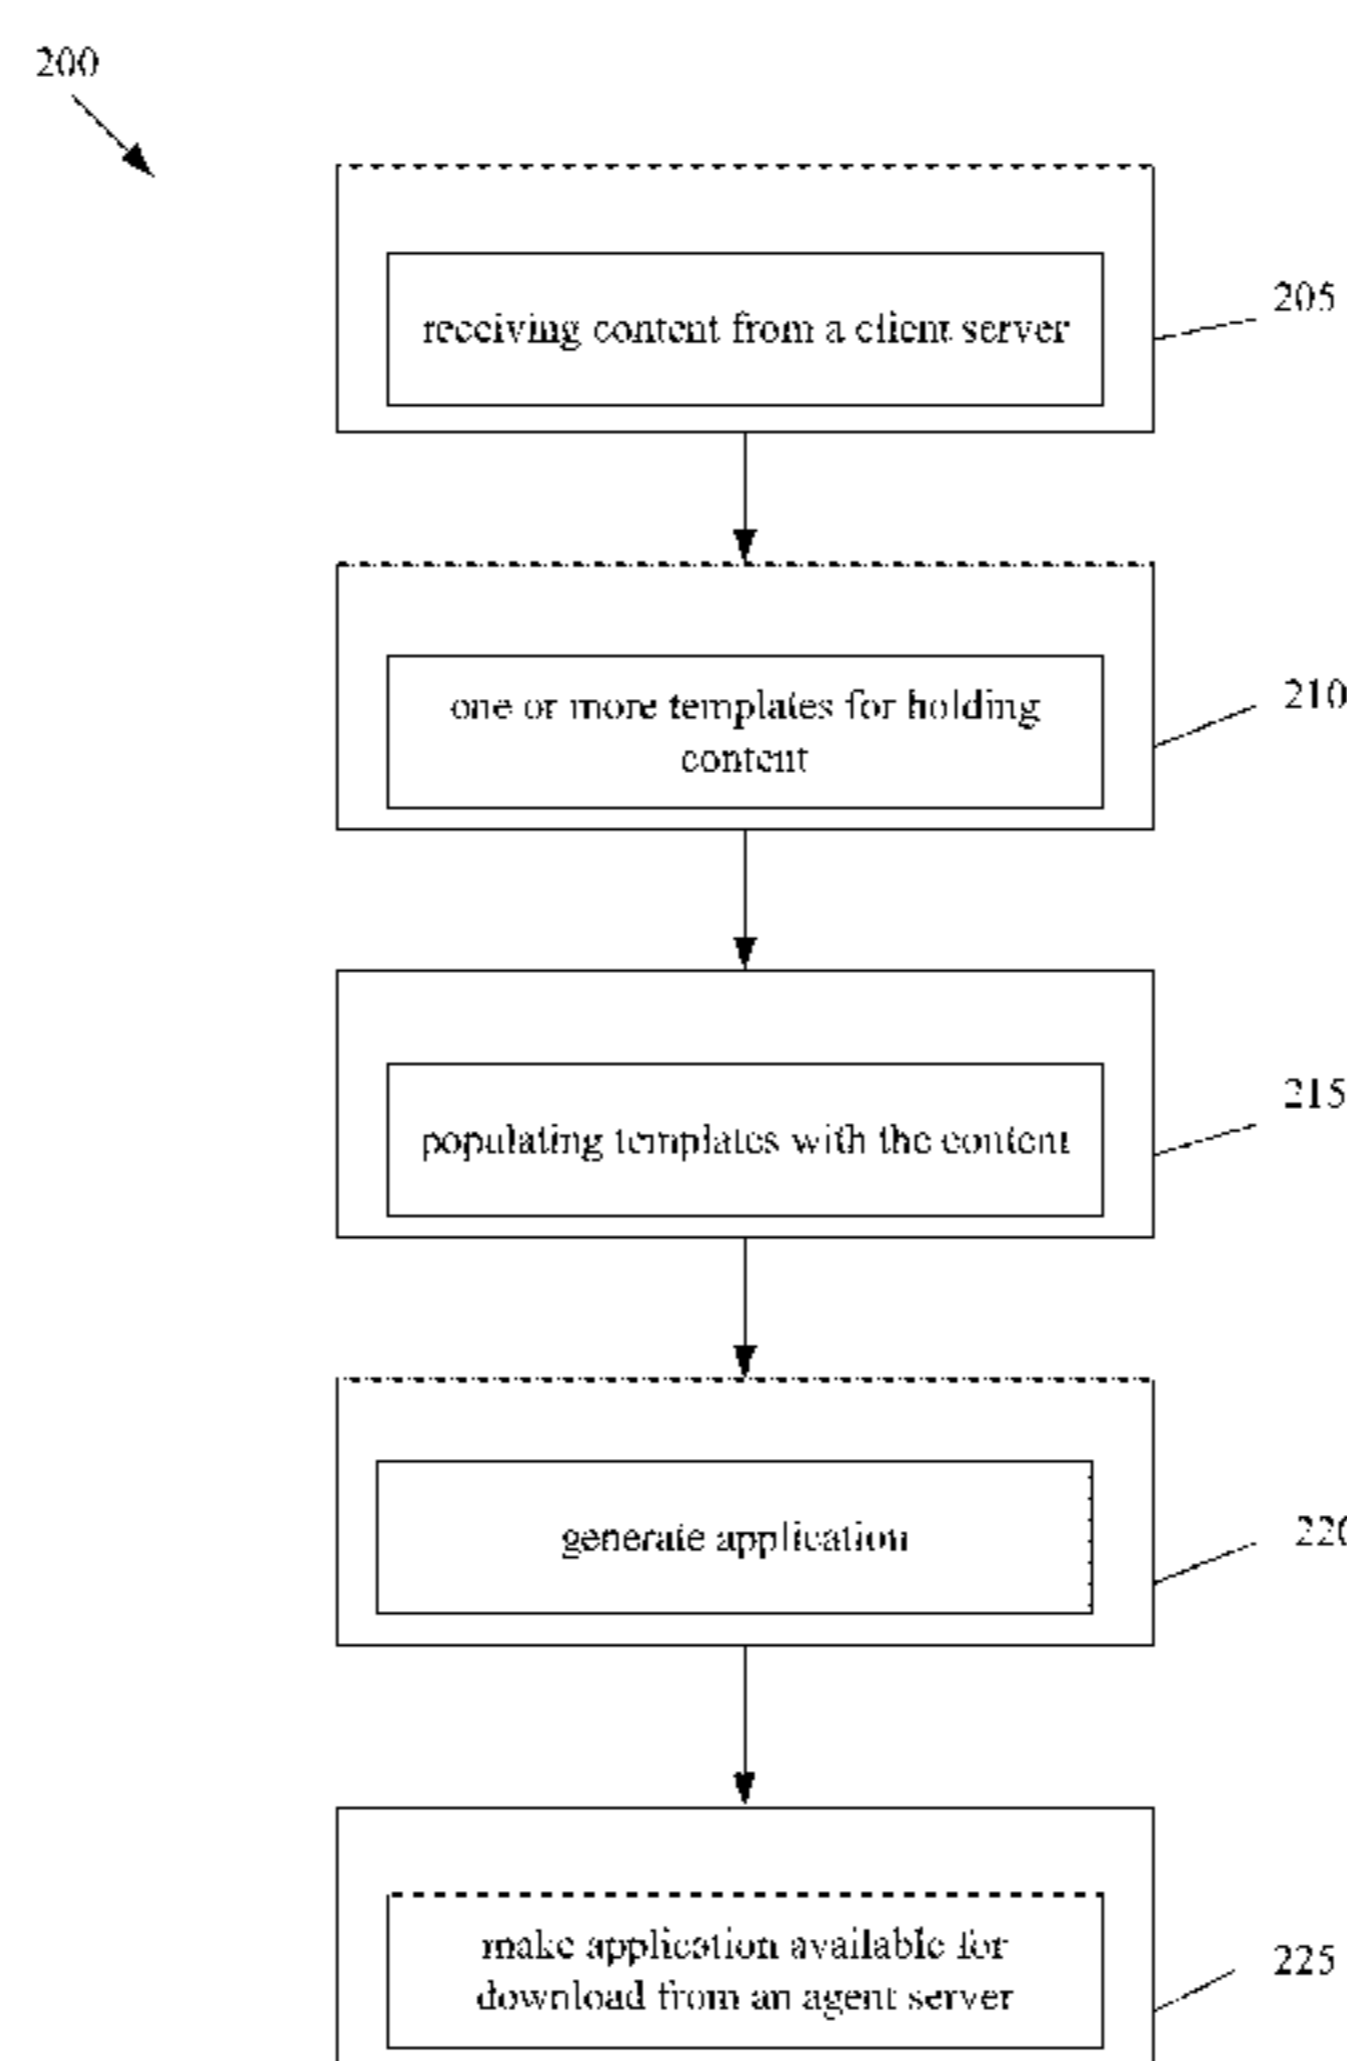 200
receiving content from a client server
205
one or more templates for holding
content
210
populating templates with the content
215
generate application
220
make application available for
download from an agent server
225